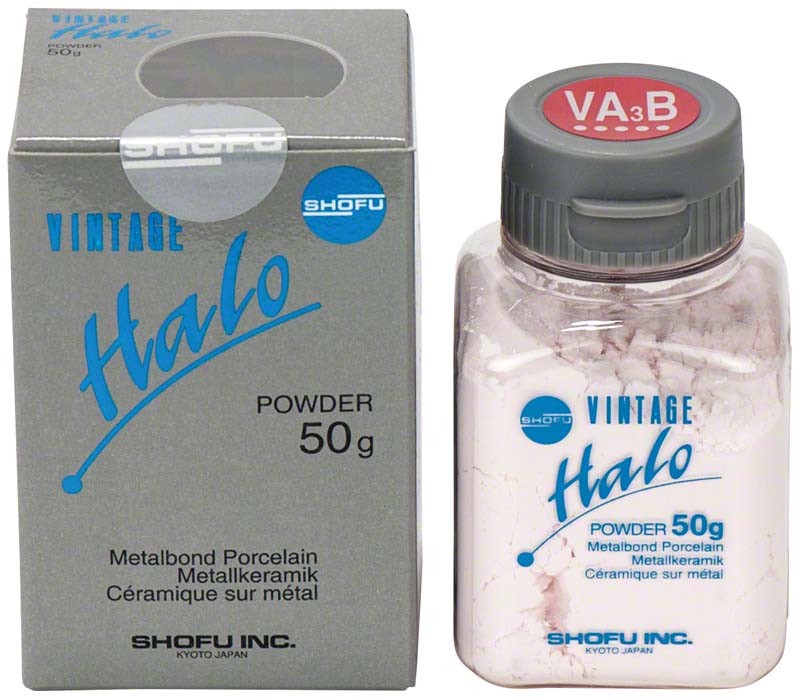 VINTAGE
Halo
POWDER
50g
SHOFU
SHOFU
VINTAGE
Halo
POWDER
50g
Metalbond Porcelain
Metallkeramik
Céramique sur métal
SHOFU INC.
KYOTO JAPAN
VA3B
SHOFU
VINTAGE
Halo
POWDER 50g
Metalbond Porcelain
Metallkeramik
Céramique sur métal
SHOFU INC.
KYOTO JAPAN